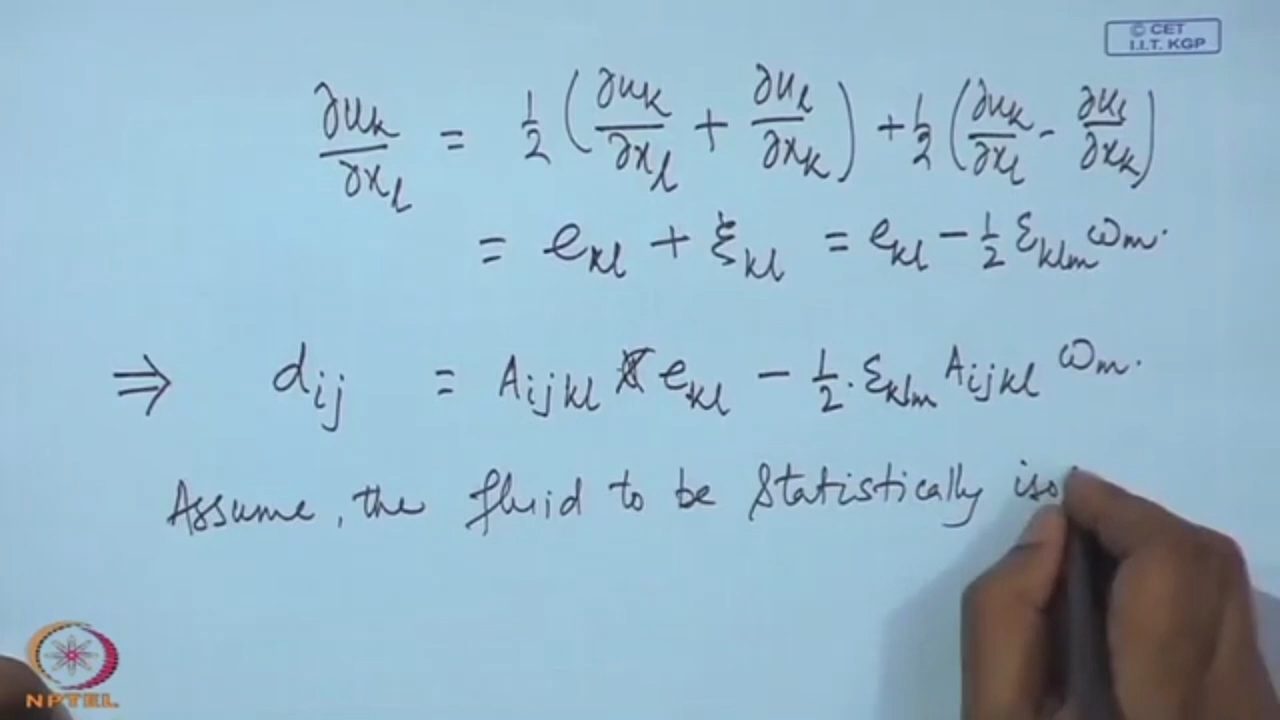 © CET
I.I.T. KGP
∂u_k/∂x_l = 1/2 (∂u_k/∂x_l + ∂u_l/∂x_k) + 1/2 (∂u_k/∂x_l - ∂u_l/∂x_k)
= e_kl + ξ_kl = e_kl - 1/2 ε_klm ω_m.
⇒ d_ij = A_ijkl e_kl - 1/2. ε_klm A_ijkl ω_m.
Assume, the fluid to be statistically iso
NPTEL